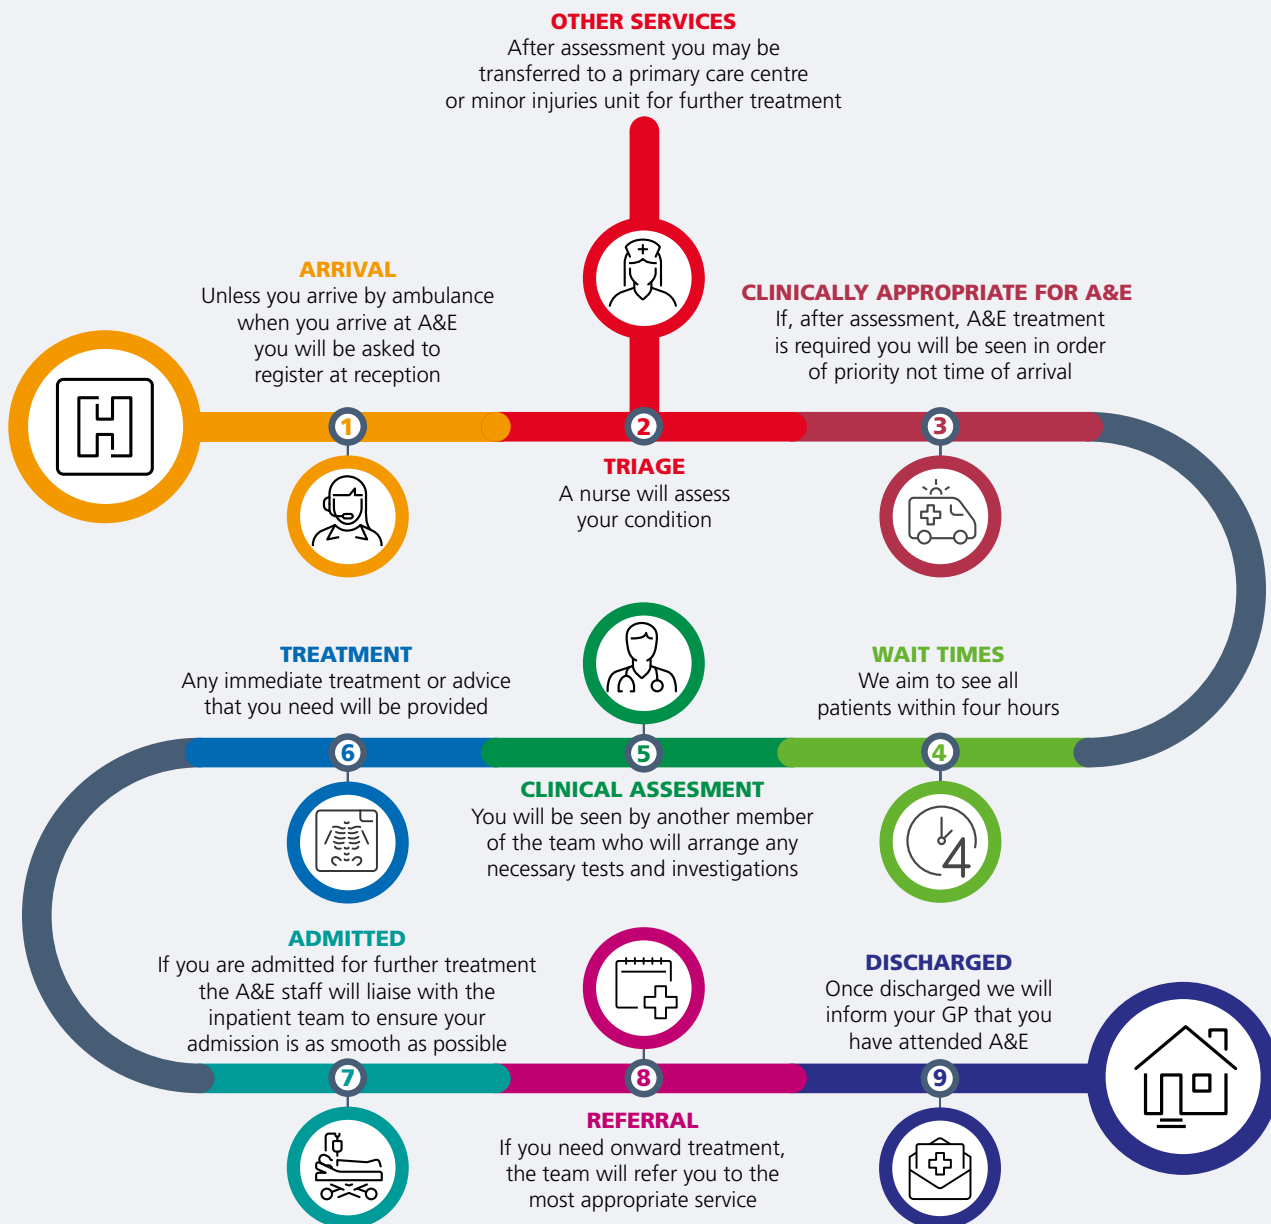 OTHER SERVICES
After assessment you may be
transferred to a primary care centre
or minor injuries unit for further treatment
ARRIVAL
Unless you arrive by ambulance
when you arrive at A&E
you will be asked to
register at reception
H
1
2
TRIAGE
A nurse will assess
your condition
CLINICALLY APPROPRIATE FOR A&E
If, after assessment, A&E treatment
is required you will be seen in order
of priority not time of arrival
3
WAIT TIMES
We aim to see all
patients within four hours
4
4
5
CLINICAL ASSESMENT
You will be seen by another member
of the team who will arrange any
necessary tests and investigations
TREATMENT
Any immediate treatment or advice
that you need will be provided
6
ADMITTED
If you are admitted for further treatment
the A&E staff will liaise with the
inpatient team to ensure your
admission is as smooth as possible
7
8
REFERRAL
If you need onward treatment,
the team will refer you to the
most appropriate service
DISCHARGED
Once discharged we will
inform your GP that you
have attended A&E
9